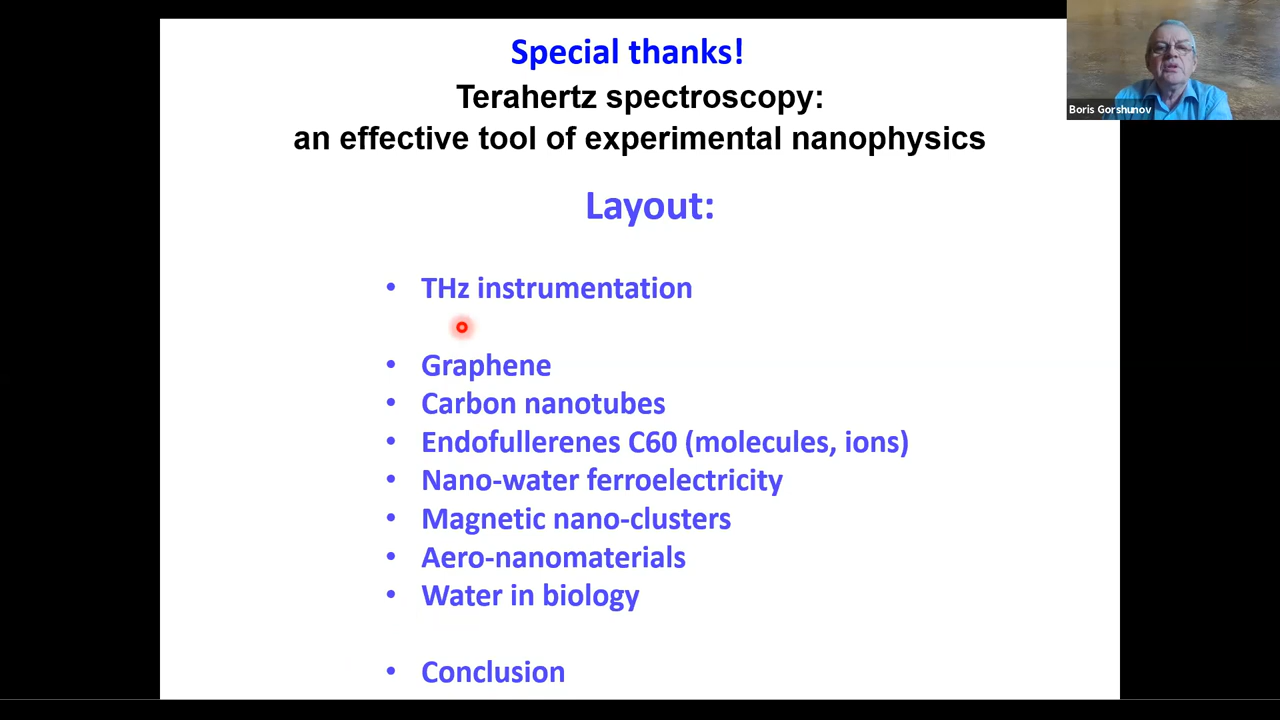 Special thanks!
Terahertz spectroscopy:
an effective tool of experimental nanophysics
Boris Gorshunov
Layout:
• THz instrumentation
• Graphene
• Carbon nanotubes
• Endofullerenes C60 (molecules, ions)
• Nano-water ferroelectricity
• Magnetic nano-clusters
• Aero-nanomaterials
• Water in biology
• Conclusion